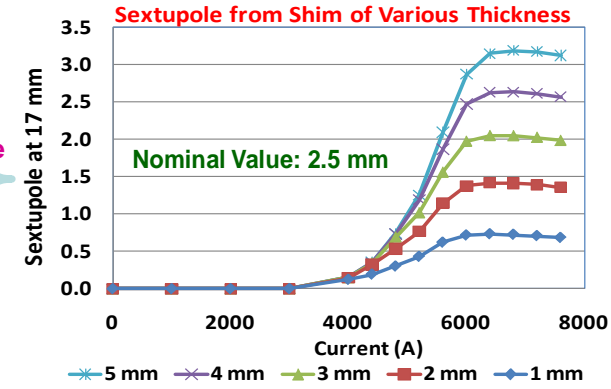 Sextupole from Shim of Various Thickness
3.5
3.0
2.5
2.0
1.5
1.0
0.5
0.0
Sextupole at 17 mm
e
Nominal Value: 2.5 mm
0 2000 4000 6000 8000
Current (A)
5 mm 4 mm 3 mm 2 mm 1 mm